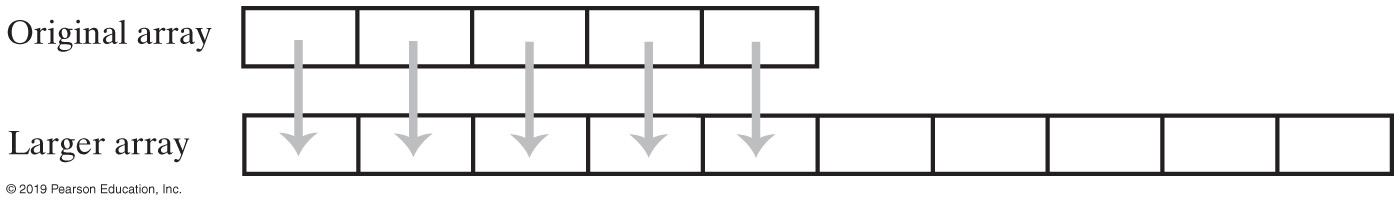 Original array
Larger array
© 2019 Pearson Education, Inc.